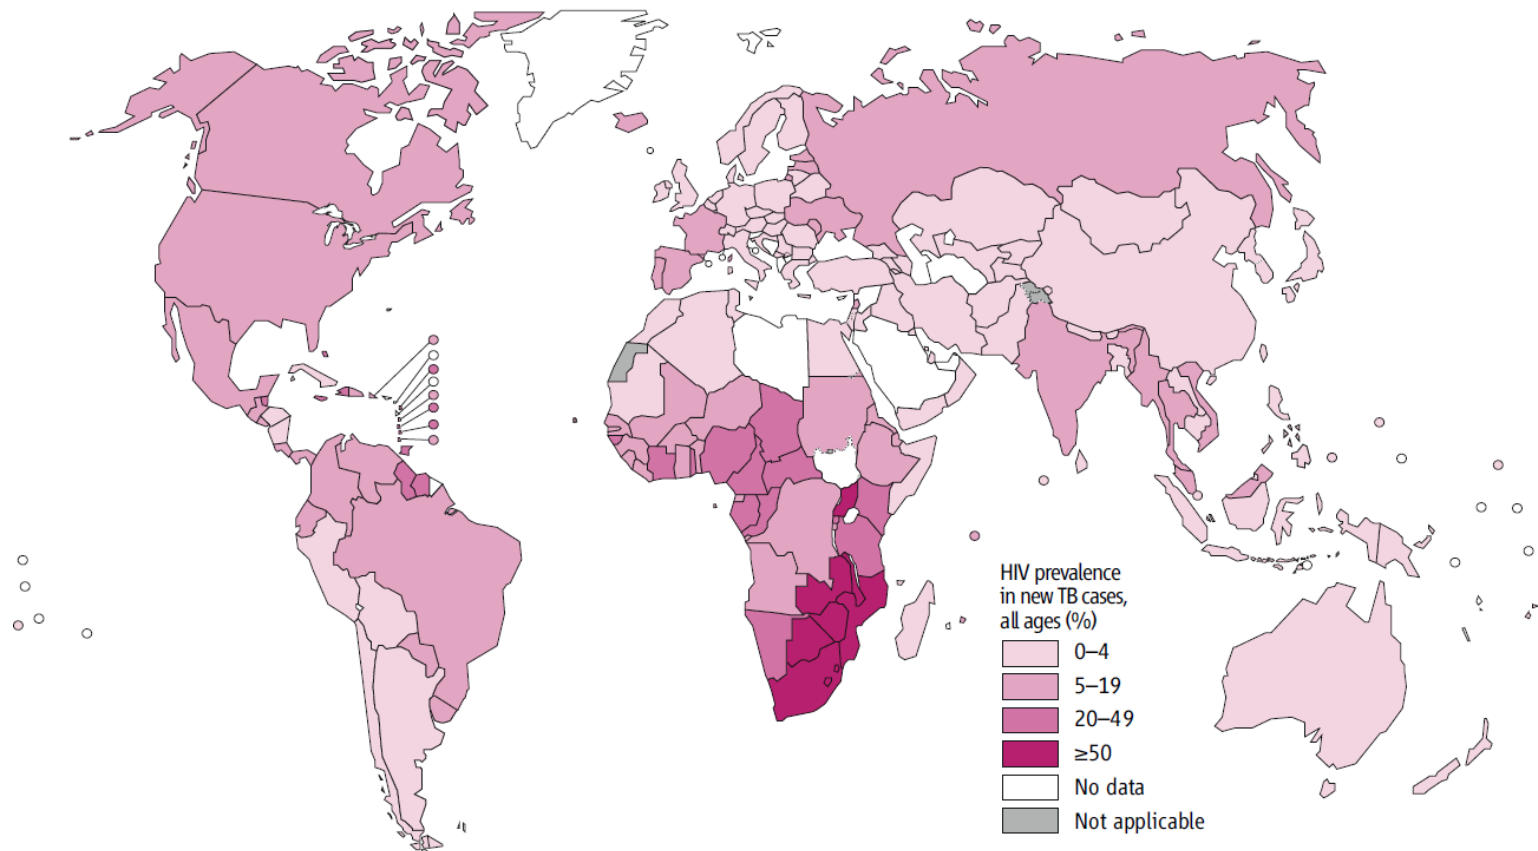 HIV prevalence
in new TB cases,
all ages (%)
0–4
5–19
20–49
≥50
No data
Not applicable